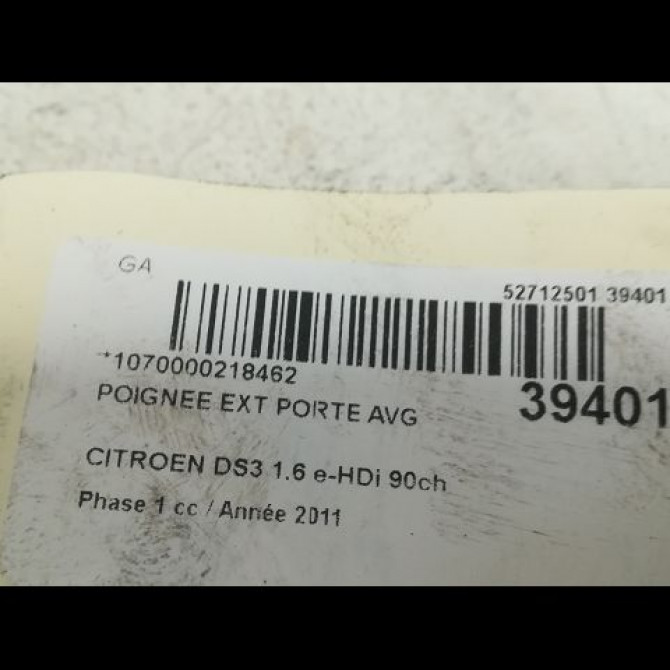 GA
52712501 39401
*1070000218462
39401
POIGNEE EXT PORTE AVG
CITROEN DS3 1.6 e-HDi 90ch
Phase 1 cc / Année 2011